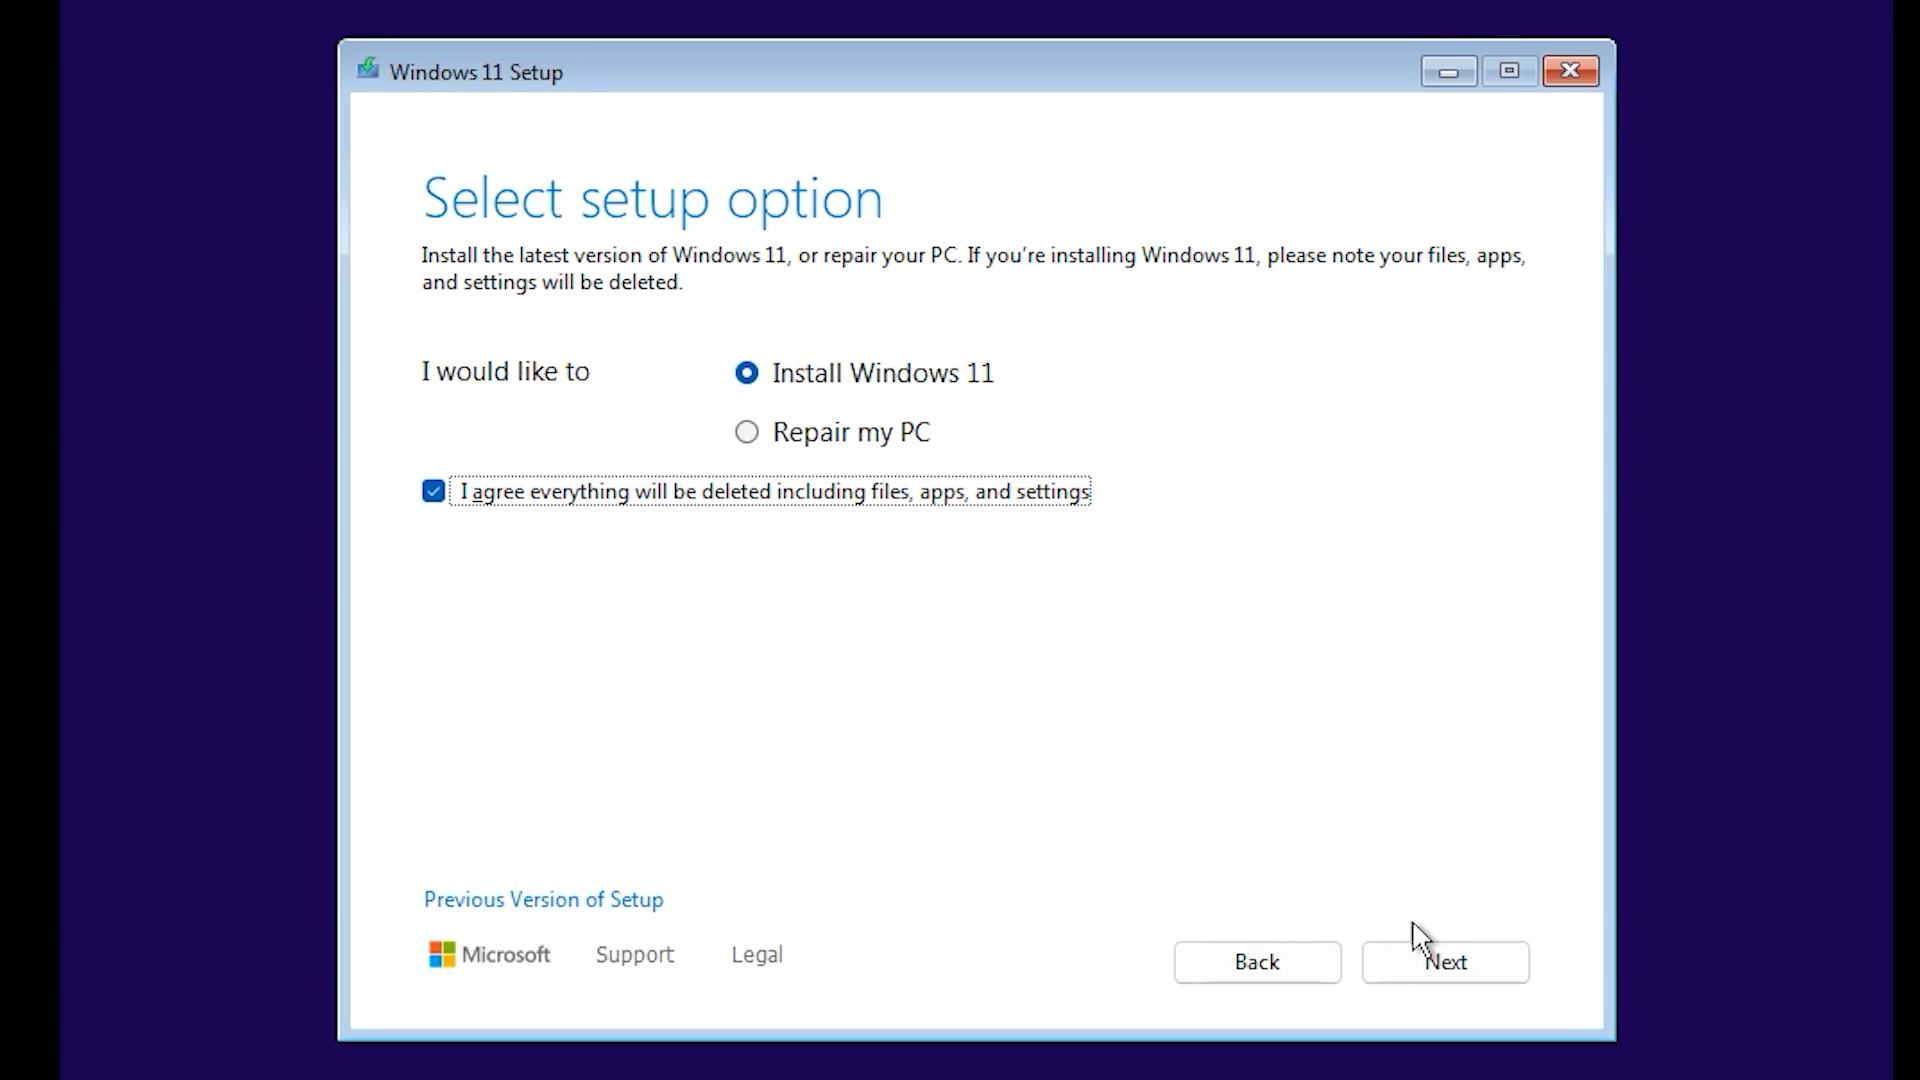 Windows 11 Setup
Select setup option
Install the latest version of Windows 11, or repair your PC. If you're installing Windows 11, please note your files, apps,
and settings will be deleted.
I would like to
Install Windows 11
Repair my PC
I agree everything will be deleted including files, apps, and settings
Previous Version of Setup
Microsoft Support Legal
Back Next